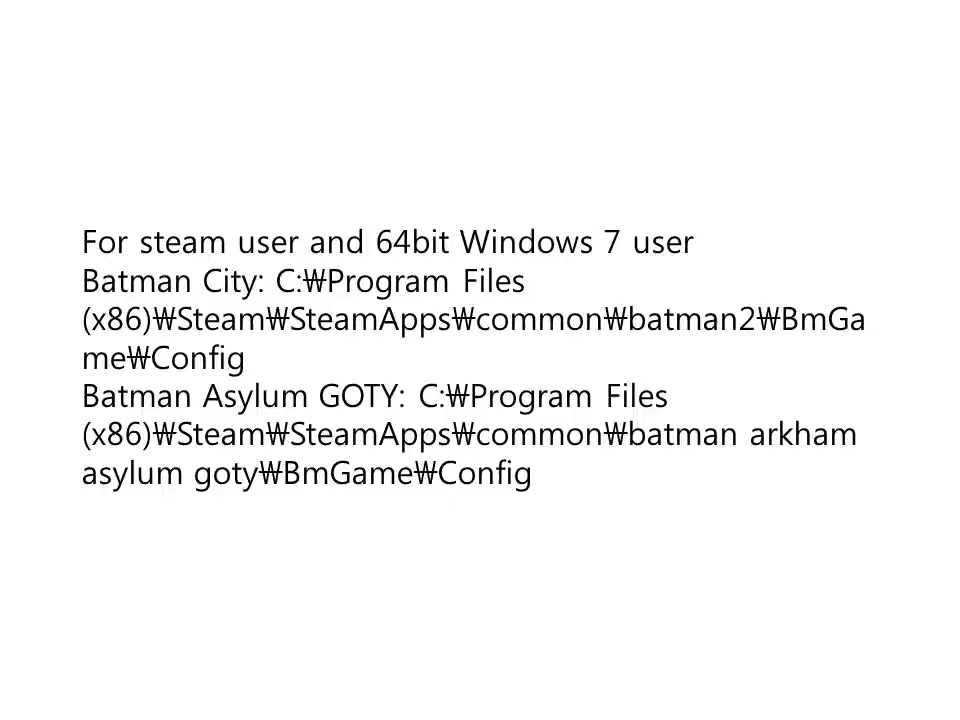 For steam user and 64bit Windows 7 user
Batman City: C:₩Program Files
(x86)₩Steam₩SteamApps₩common₩batman2₩BmGa
me₩Config
Batman Asylum GOTY: C:₩Program Files
(x86)₩Steam₩SteamApps₩common₩batman arkham
asylum goty₩BmGame₩Config